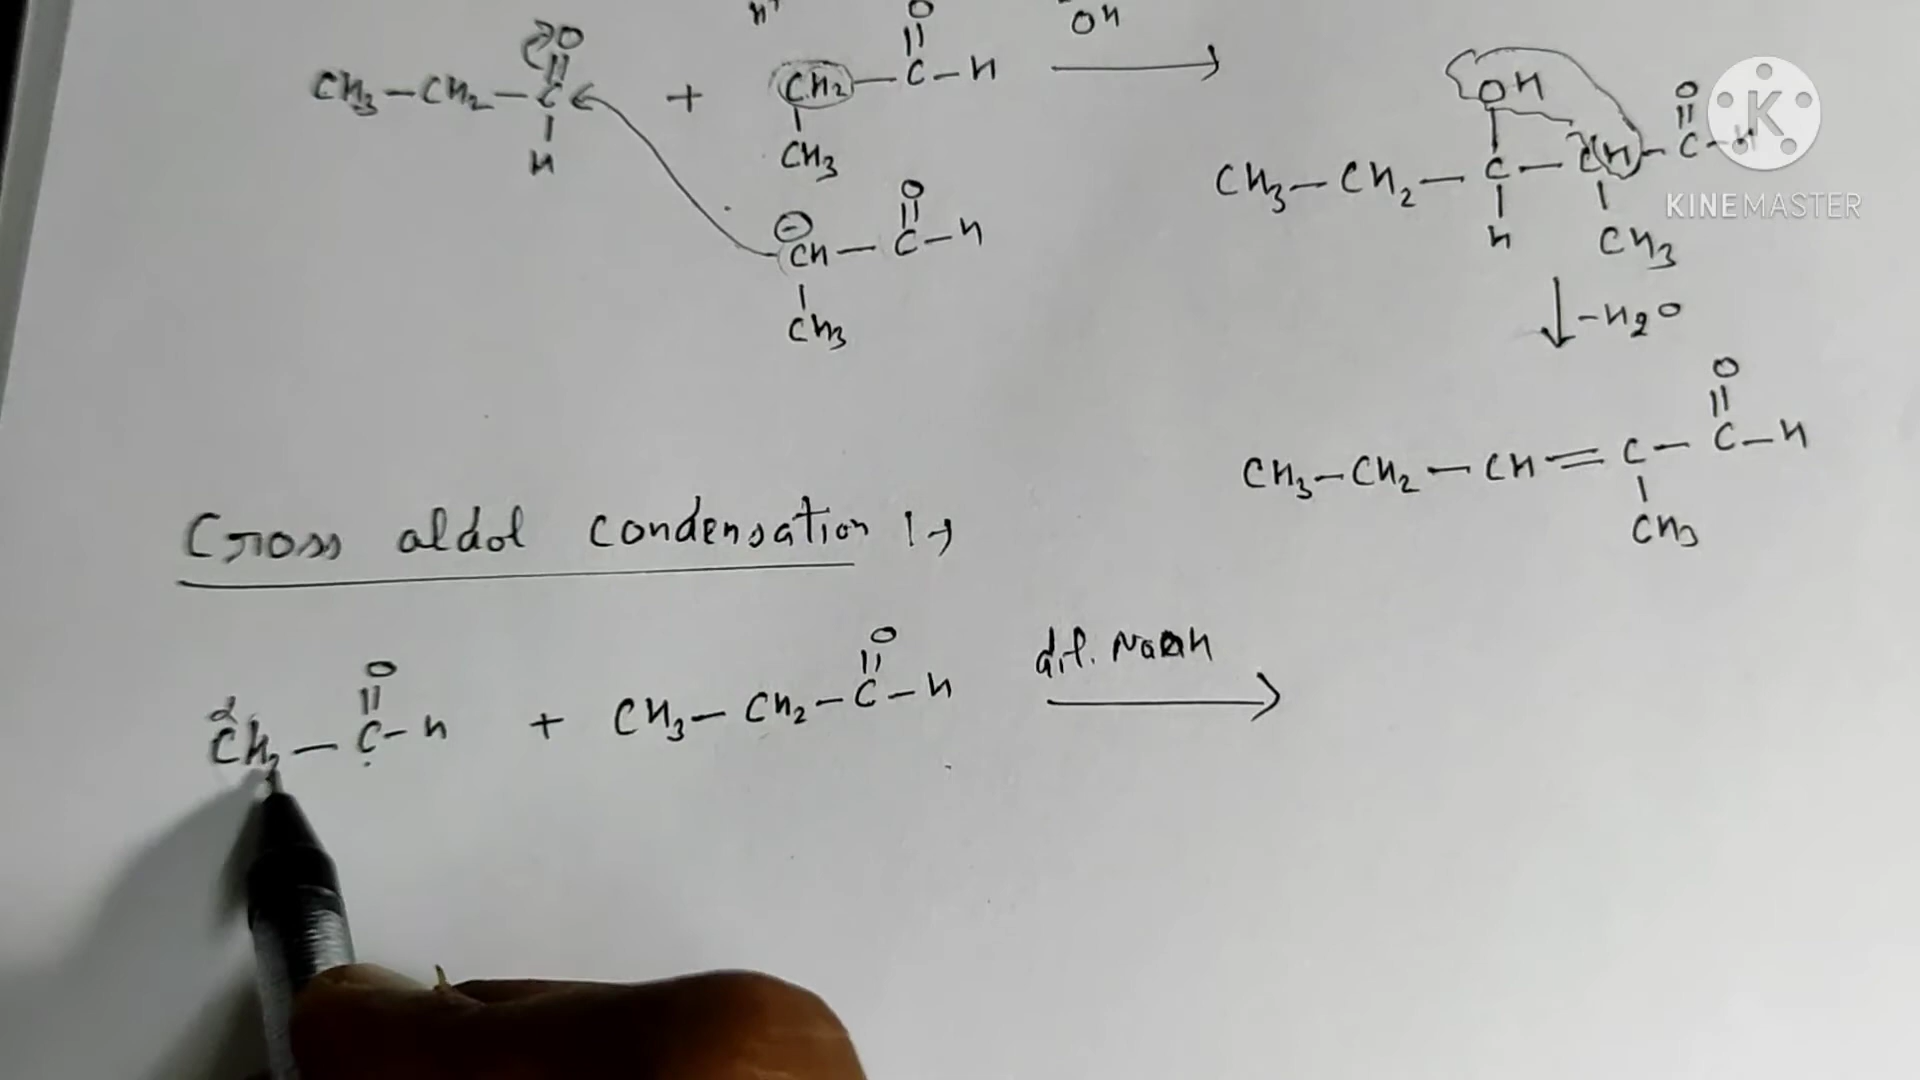 H⁺ O ⁻OH
O
CH₃–CH₂–C + CH₂–C–H →
H CH₃
OH O
CH₃–CH₂–C–CH–C–H
H CH₃
⊖ O
CH–C–H
CH₃
↓ –H₂O
O
CH₃–CH₂–CH=C–C–H
CH₃
Cross aldol condensation :→
α O O dil. NaOH
CH₃–C–H + CH₃–CH₂–C–H →
K
KINEMASTER